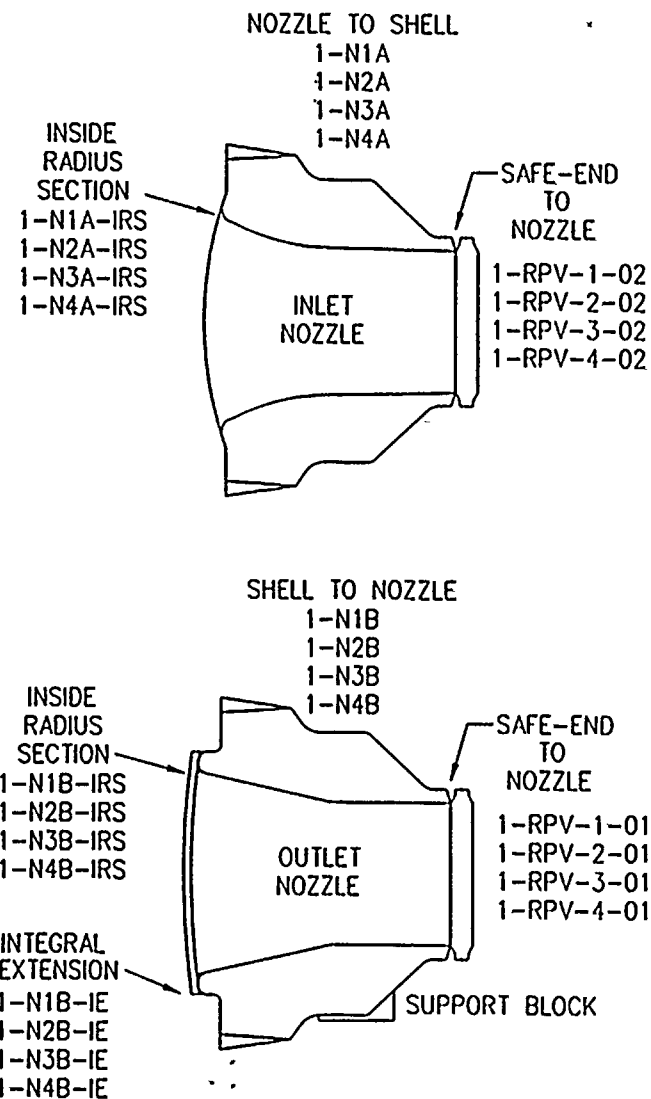 NOZZLE TO SHELL
1-N1A
1-N2A
1-N3A
1-N4A
INSIDE
RADIUS
SECTION
1-N1A-IRS
1-N2A-IRS
1-N3A-IRS
1-N4A-IRS
SAFE-END
TO
NOZZLE
1-RPV-1-02
1-RPV-2-02
1-RPV-3-02
1-RPV-4-02
INLET
NOZZLE
SHELL TO NOZZLE
1-N1B
1-N2B
1-N3B
1-N4B
INSIDE
RADIUS
SECTION
1-N1B-IRS
1-N2B-IRS
1-N3B-IRS
1-N4B-IRS
SAFE-END
TO
NOZZLE
1-RPV-1-01
1-RPV-2-01
1-RPV-3-01
1-RPV-4-01
OUTLET
NOZZLE
INTEGRAL
EXTENSION
1-N1B-IE
1-N2B-IE
1-N3B-IE
1-N4B-IE
SUPPORT BLOCK